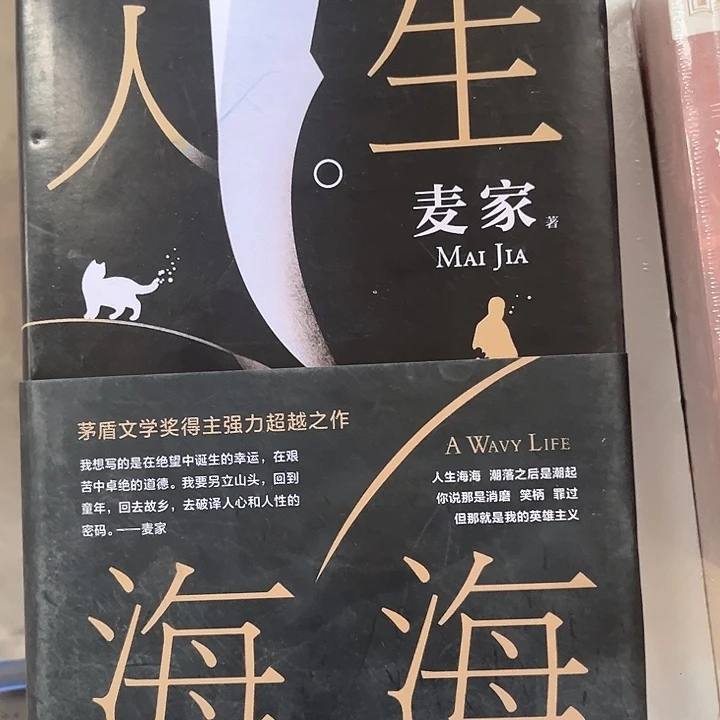 人生
麦家 著
MAI JIA
茅盾文学奖得主强力超越之作
我想写的是在绝望中诞生的幸运，在艰
苦中卓绝的道德。我要另立山头，回到
童年，回去故乡，去破译人心和人性的
密码。——麦家
A WAVY LIFE
人生海海 潮落之后是潮起
你说那是消磨 笑柄 罪过
但那就是我的英雄主义
海海